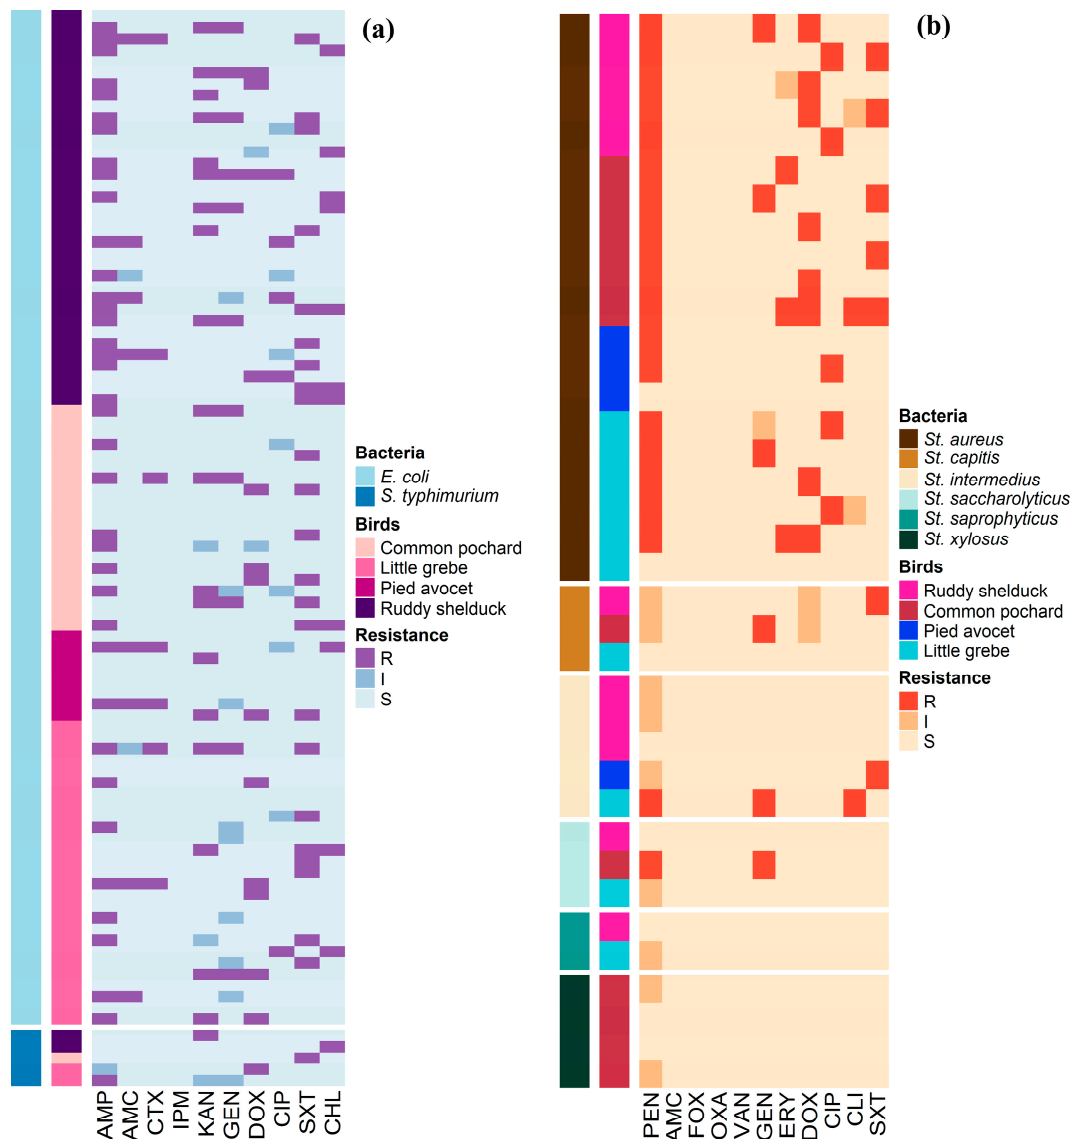 (a)
Bacteria
E. coli
S. typhimurium
Birds
Common pochard
Little grebe
Pied avocet
Ruddy shelduck
Resistance
R
I
S
AMP
AMC
CTX
IPM
KAN
GEN
DOX
CIP
SXT
CHL
(b)
Bacteria
St. aureus
St. capitis
St. intermedius
St. saccharolyticus
St. saprophyticus
St. xylosus
Birds
Ruddy shelduck
Common pochard
Pied avocet
Little grebe
Resistance
R
I
S
PEN
AMC
FOX
OXA
VAN
GEN
ERY
DOX
CIP
CLI
SXT